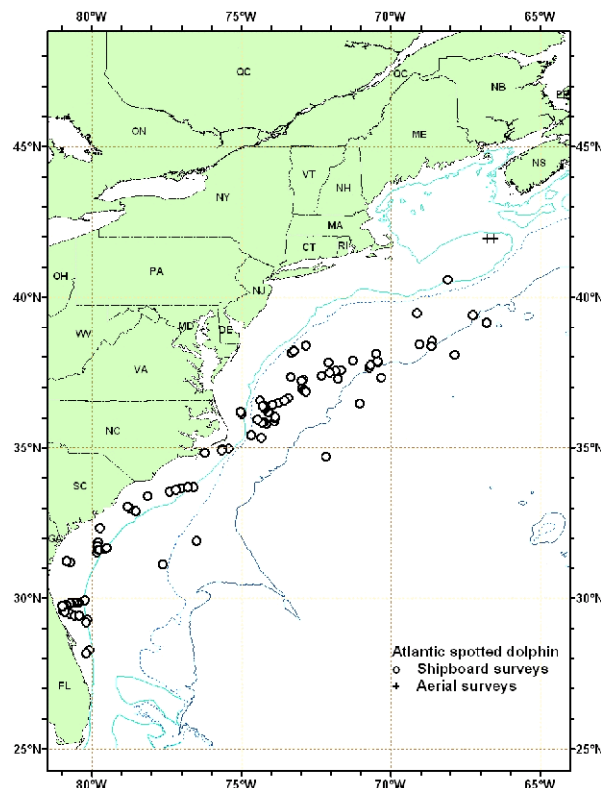 80°W 75°W 70°W 65°W
QC QC NB
PE
ON ME
45°N 45°N
NS
VT
NY NH
MA
CT RI
OH PA
40°N NJ 40°N
MD
WV DE
VA
NC
35°N 35°N
SC
GA
30°N 30°N
Atlantic spotted dolphin
Shipboard surveys
FL Aerial surveys
25°N 25°N
80°W 75°W 70°W 65°W